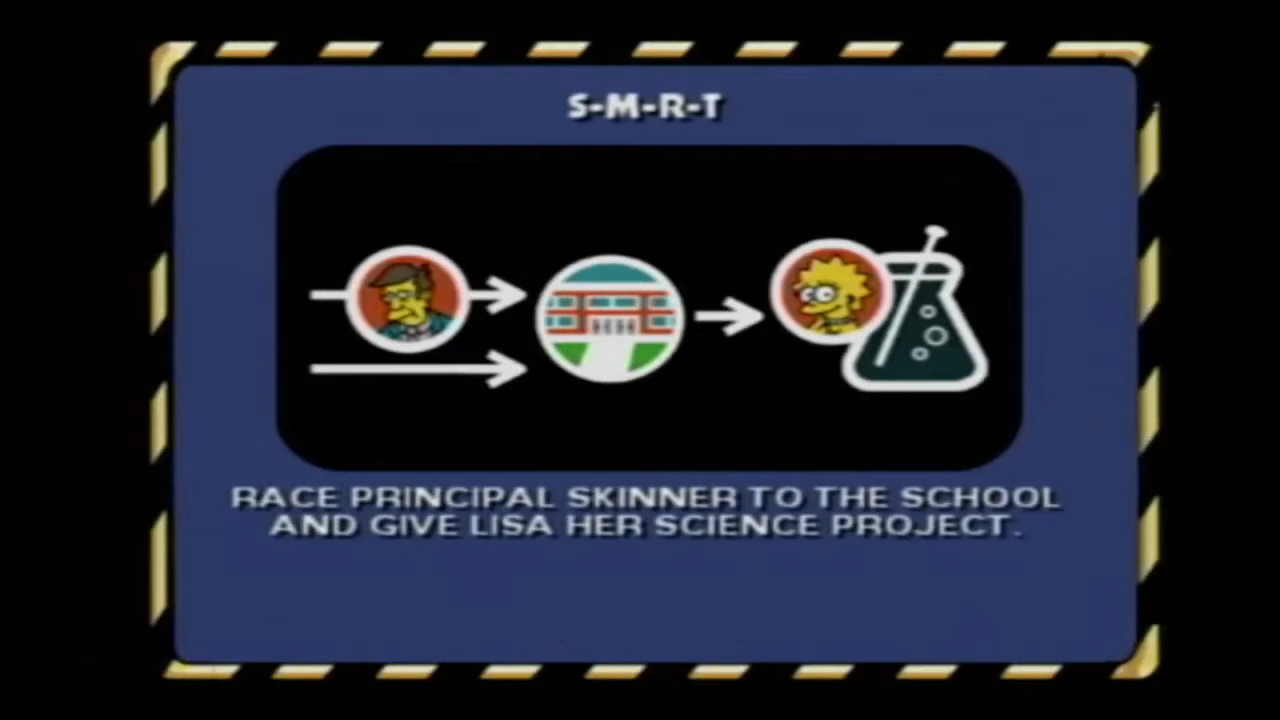 S-M-R-T
RACE PRINCIPAL SKINNER TO THE SCHOOL
AND GIVE LISA HER SCIENCE PROJECT.